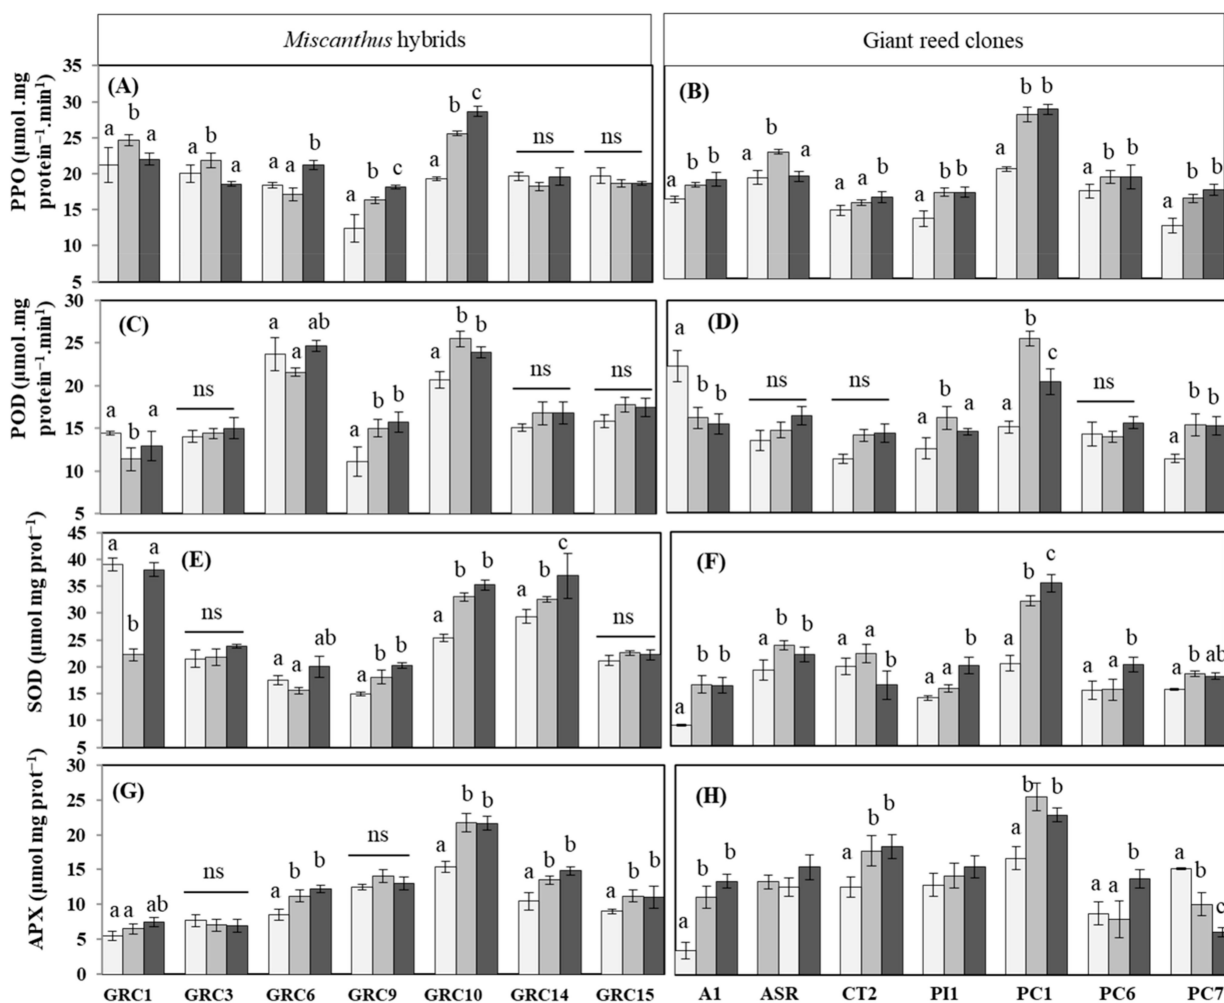 Miscanthus hybrids
Giant reed clones
PPO (µmol .mg
protein⁻¹.min¹)
35
30
25
20
15
10
5
(A)
a b a
a b a
a a b
a b c
a b c
ns
ns
(B)
a b b
a b a
a a b
a b b
a b b
a b b
a b b
POD (µmol .mg
protein⁻¹.min¹)
30
25
20
15
10
5
(C)
a b a
ns
a a ab
a b b
a b b
ns
ns
(D)
a b b
ns
ns
a b a
a b c
ns
a b b
SOD (µmol mg prot⁻¹)
45
40
35
30
25
20
15
10
5
(E)
a b a
ns
a a ab
a b b
a b b
a b c
ns
(F)
a b b
a b b
a a b
a a b
a b c
a a b
a b ab
APX (µmol mg prot⁻¹)
30
25
20
15
10
5
0
(G)
a a ab
ns
a b b
ns
a b b
a b b
a b b
(H)
a b b
a b b
a b b
a a b
a b c
GRC1 GRC3 GRC6 GRC9 GRC10 GRC14 GRC15
A1 ASR CT2 PI1 PC1 PC6 PC7